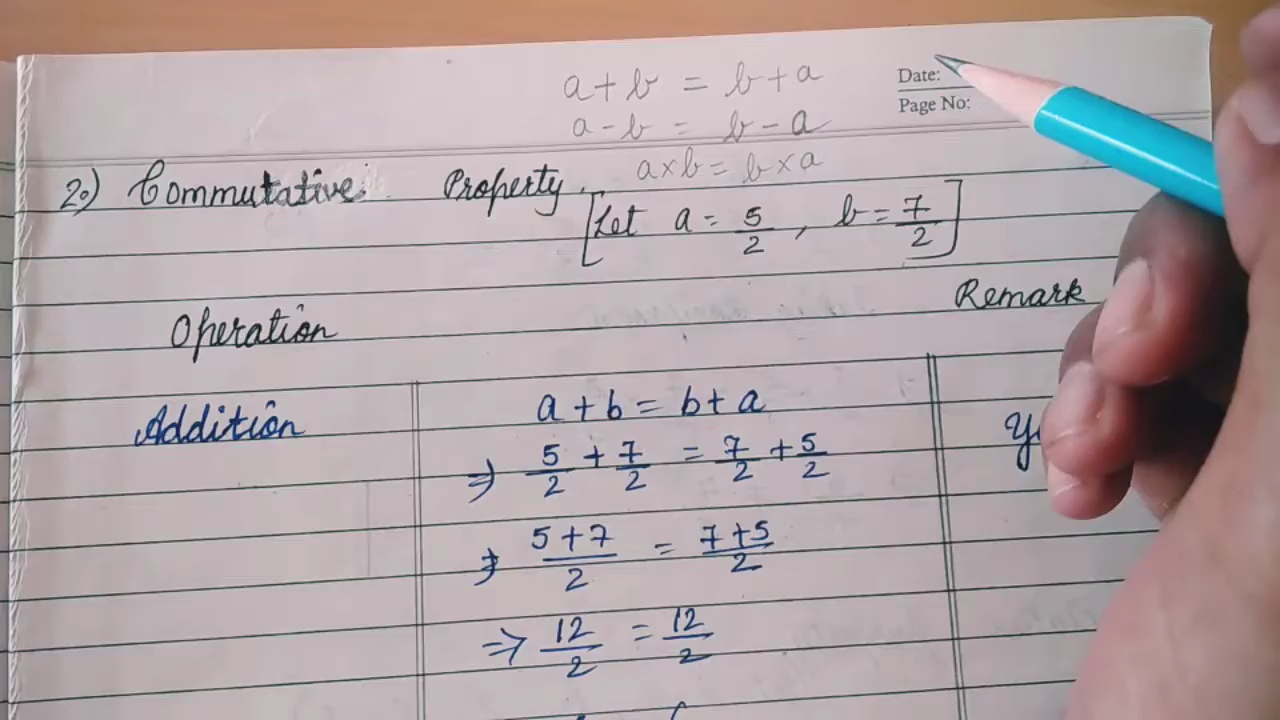 a + b = b + a
Date:
a - b = b - a
Page No:
a × b = b × a
2.) Commutative Property.
[Let a = 5/2 , b = 7/2]
Operation Remark
Addition a + b = b + a
⇒ 5/2 + 7/2 = 7/2 + 5/2
⇒ 5+7/2 = 7+5/2
⇒ 12/2 = 12/2